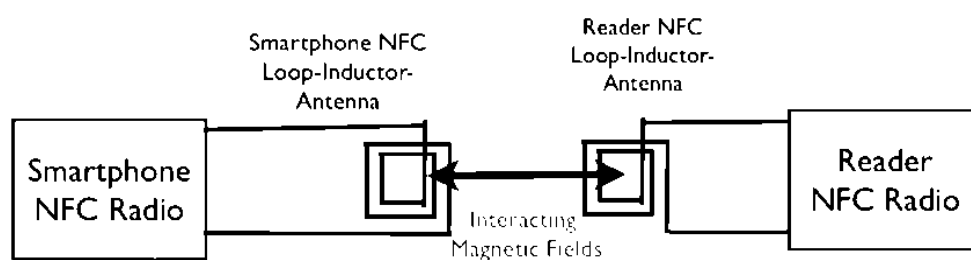 Smartphone NFC
Loop-Inductor-
Antenna
Reader NFC
Loop-Inductor-
Antenna
Smartphone
NFC Radio
Interacting
Magnetic Fields
Reader
NFC Radio